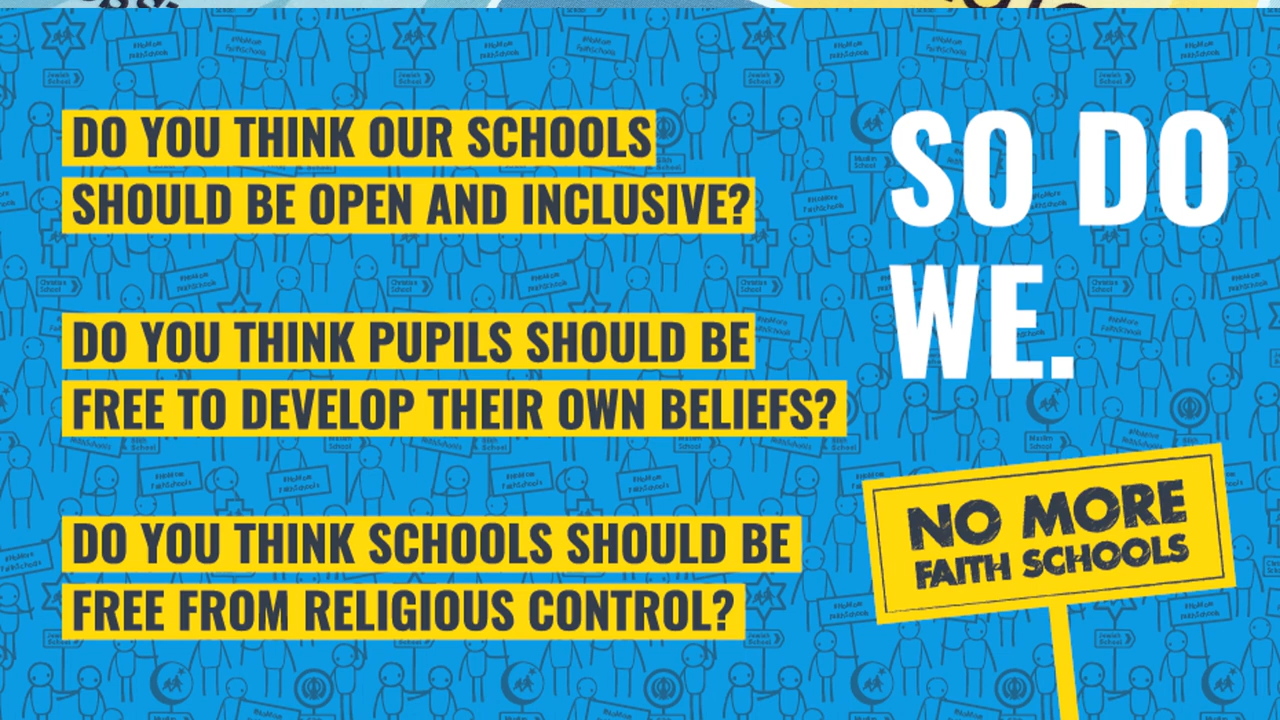 DO YOU THINK OUR SCHOOLS
SHOULD BE OPEN AND INCLUSIVE?
DO YOU THINK PUPILS SHOULD BE
FREE TO DEVELOP THEIR OWN BELIEFS?
DO YOU THINK SCHOOLS SHOULD BE
FREE FROM RELIGIOUS CONTROL?
SO DO
WE.
NO MORE
FAITH SCHOOLS